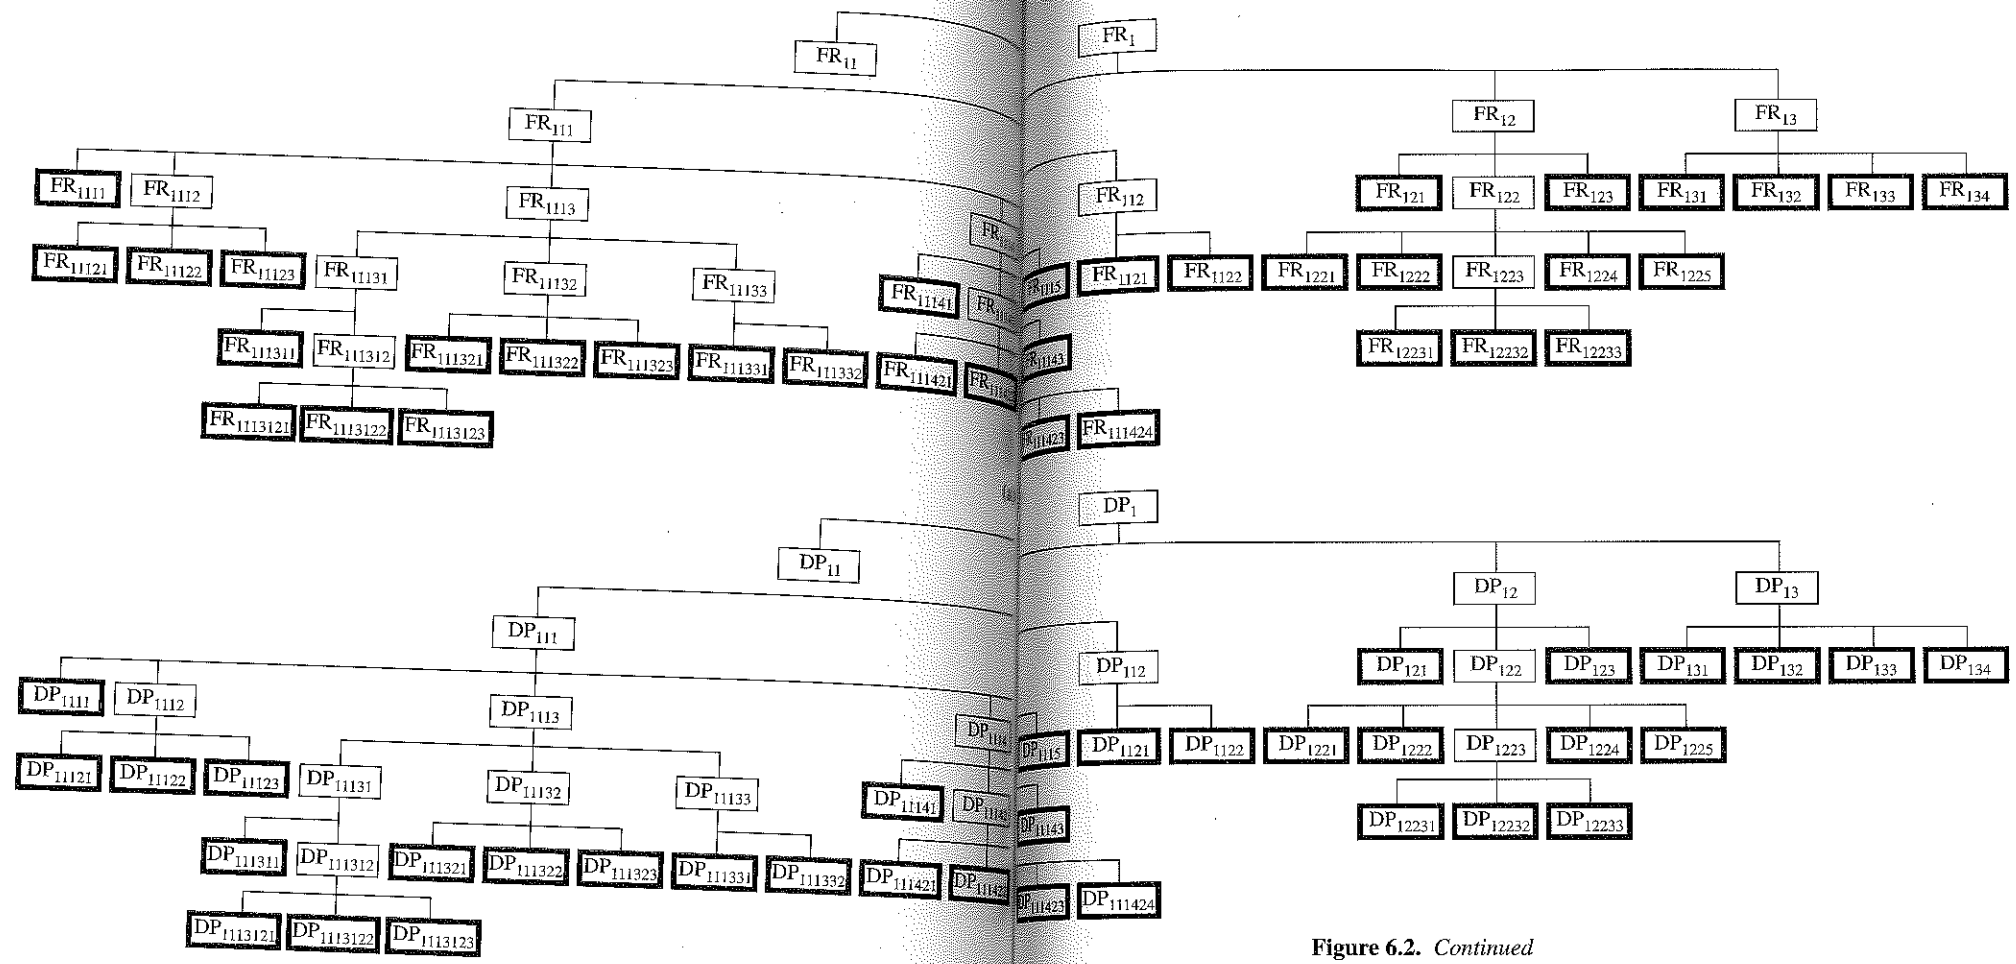 FR₁
FR₁₁
FR₁₂ FR₁₃
FR₁₁₁
FR₁₁₂
FR₁₂₁ FR₁₂₂ FR₁₂₃ FR₁₃₁ FR₁₃₂ FR₁₃₃ FR₁₃₄
FR₁₁₁₁ FR₁₁₁₂ FR₁₁₁₃
FR₁₁₁₅ FR₁₁₂₁ FR₁₁₂₂ FR₁₂₂₁ FR₁₂₂₂ FR₁₂₂₃ FR₁₂₂₄ FR₁₂₂₅
FR₁₁₁₂₁ FR₁₁₁₂₂ FR₁₁₁₂₃ FR₁₁₁₃₁ FR₁₁₁₃₂ FR₁₁₁₃₃ FR₁₁₁₄₁
FR₁₁₁₄₃ FR₁₂₂₃₁ FR₁₂₂₃₂ FR₁₂₂₃₃
FR₁₁₁₃₁₁ FR₁₁₁₃₁₂ FR₁₁₁₃₂₁ FR₁₁₁₃₂₂ FR₁₁₁₃₂₃ FR₁₁₁₃₃₁ FR₁₁₁₃₃₂ FR₁₁₁₄₂₁
FR₁₁₁₄₂₃ FR₁₁₁₄₂₄
FR₁₁₁₃₁₂₁ FR₁₁₁₃₁₂₂ FR₁₁₁₃₁₂₃
DP₁
DP₁₁
DP₁₂ DP₁₃
DP₁₁₁
DP₁₁₂
DP₁₂₁ DP₁₂₂ DP₁₂₃ DP₁₃₁ DP₁₃₂ DP₁₃₃ DP₁₃₄
DP₁₁₁₁ DP₁₁₁₂ DP₁₁₁₃ DP₁₁₁₄
DP₁₁₁₅ DP₁₁₂₁ DP₁₁₂₂ DP₁₂₂₁ DP₁₂₂₂ DP₁₂₂₃ DP₁₂₂₄ DP₁₂₂₅
DP₁₁₁₂₁ DP₁₁₁₂₂ DP₁₁₁₂₃ DP₁₁₁₃₁ DP₁₁₁₃₂ DP₁₁₁₃₃ DP₁₁₁₄₁
DP₁₁₁₄₃ DP₁₂₂₃₁ DP₁₂₂₃₂ DP₁₂₂₃₃
DP₁₁₁₃₁₁ DP₁₁₁₃₁₂ DP₁₁₁₃₂₁ DP₁₁₁₃₂₂ DP₁₁₁₃₂₃ DP₁₁₁₃₃₁ DP₁₁₁₃₃₂ DP₁₁₁₄₂₁ DP₁₁₁₄₂₂
DP₁₁₁₄₂₃ DP₁₁₁₄₂₄
DP₁₁₁₃₁₂₁ DP₁₁₁₃₁₂₂ DP₁₁₁₃₁₂₃
Figure 6.2. Continued